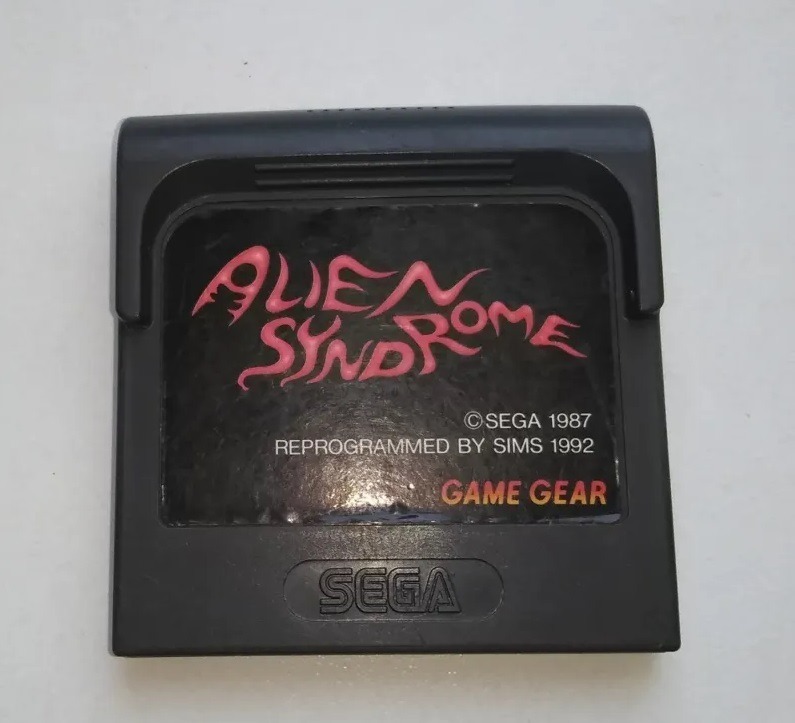 ALIEN
SYNDROME
©SEGA 1987
REPROGRAMMED BY SIMS 1992
GAME GEAR
SEGA